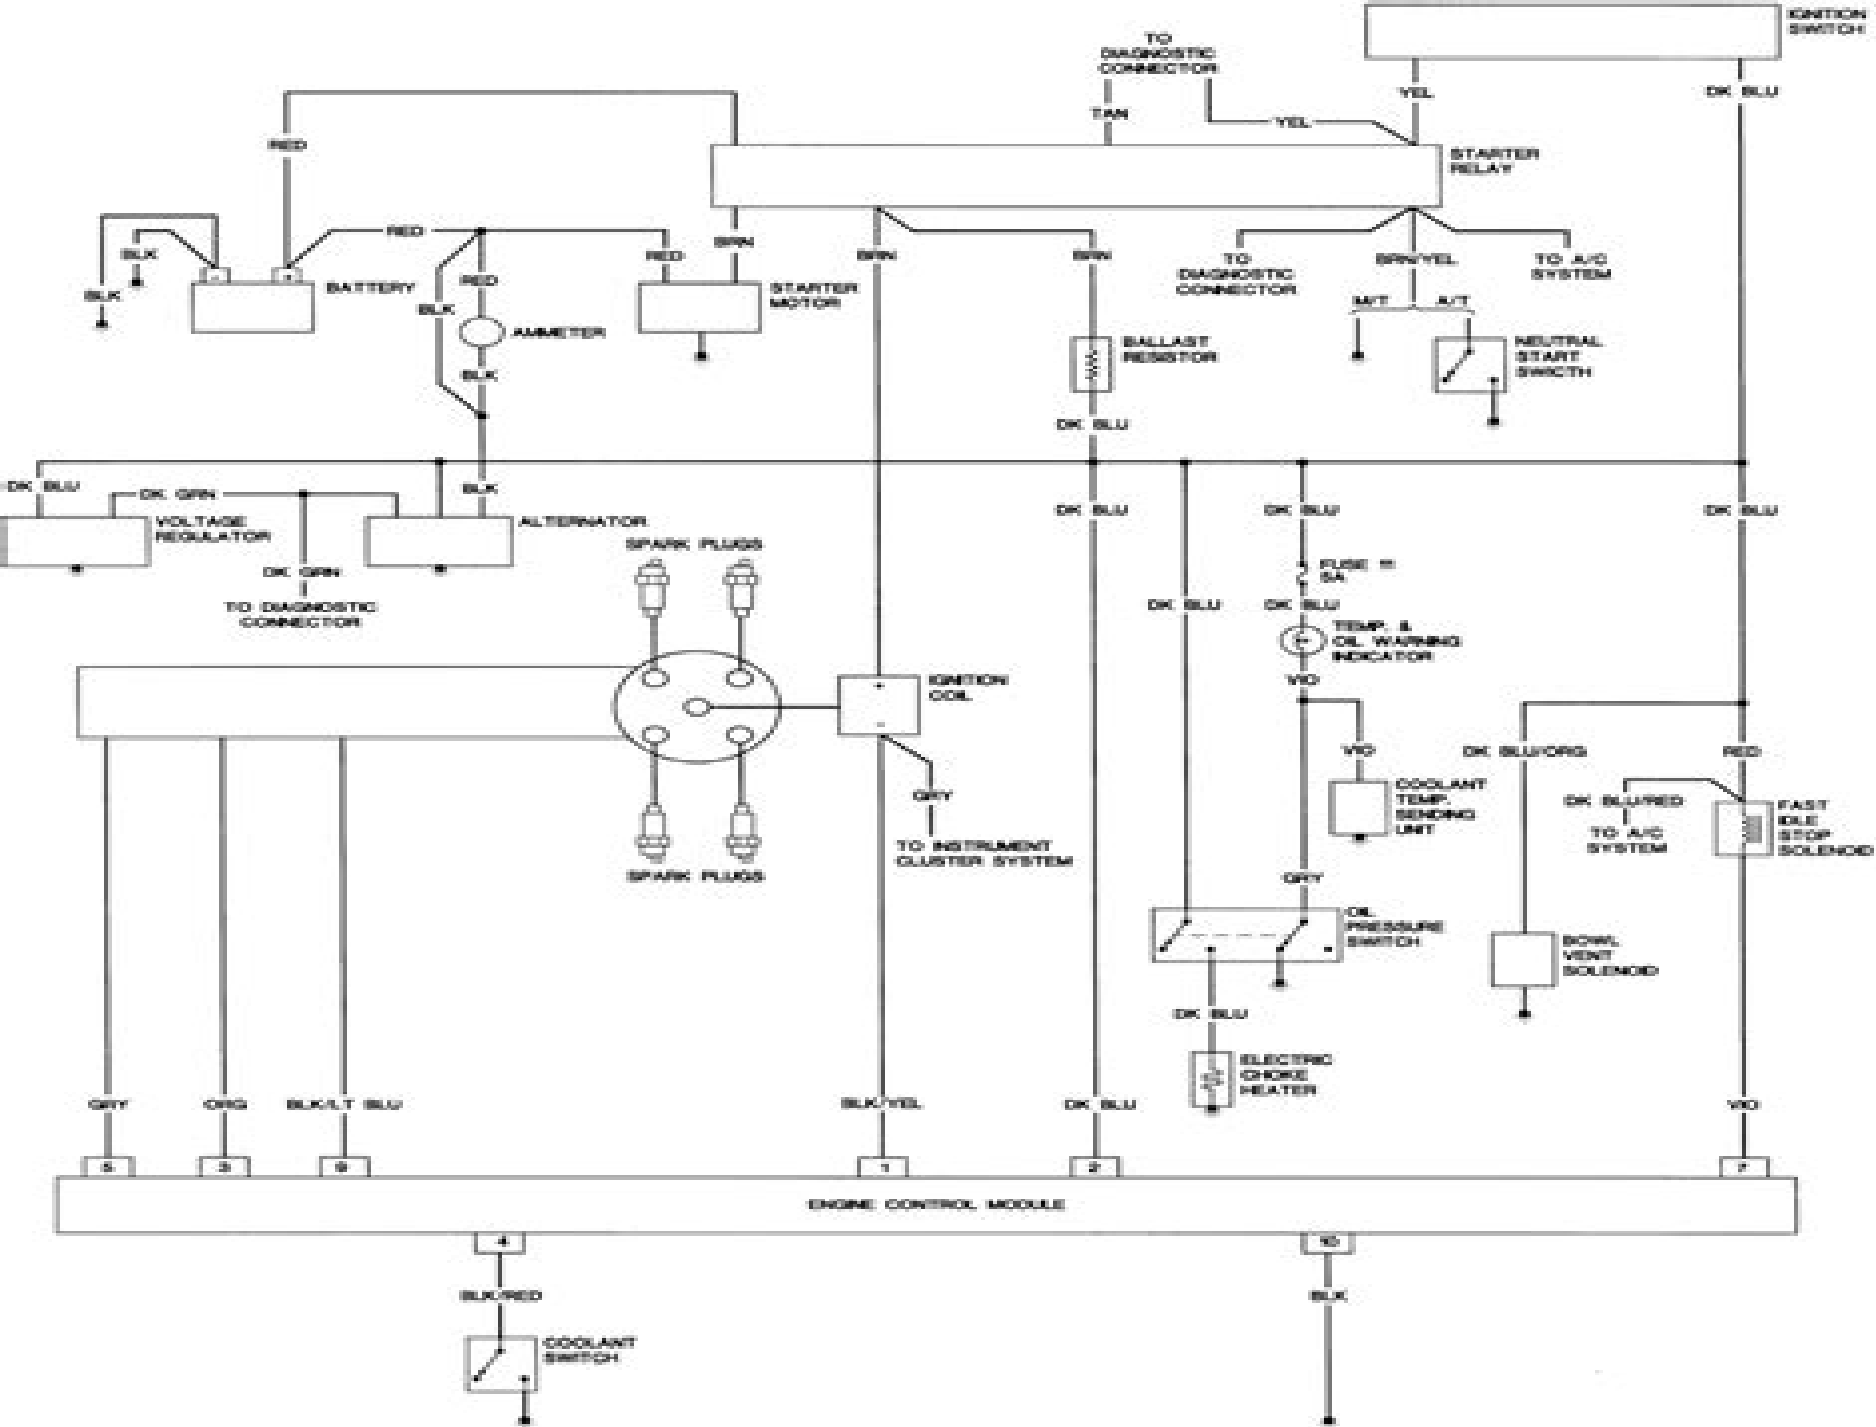 IGNITION
SWITCH
TO
DIAGNOSTIC
CONNECTOR
YEL
DK BLU
TAN
YEL
RED
STARTER
RELAY
RED
BRN
BLK
RED
BRN
BRN
TO
DIAGNOSTIC
CONNECTOR
BRN/YEL
TO A/C
SYSTEM
BLK
-
+
BATTERY
RED
BLK
STARTER
MOTOR
M/T
A/T
AMMETER
BALLAST
RESISTOR
NEUTRAL
START
SWICTH
BLK
DK BLU
DK BLU
DK GRN
BLK
DK BLU
DK BLU
DK BLU
VOLTAGE
REGULATOR
ALTERNATOR
SPARK PLUGS
DK GRN
TO DIAGNOSTIC
CONNECTOR
FUSE 11
5A
DK BLU
DK BLU
TEMP. &
OIL WARNING
INDICATOR
VIO
IGNITION
COIL
VIO
DK BLU/ORG
RED
GRY
TO INSTRUMENT
CLUSTER SYSTEM
COOLANT
TEMP.
SENDING
UNIT
DK BLU/RED
TO A/C
SYSTEM
FAST
IDLE
STOP
SOLENOID
SPARK PLUGS
GRY
OIL
PRESSURE
SWITCH
BOWL
VENT
SOLENOID
DK BLU
ELECTRIC
CHOKE
HEATER
GRY
ORG
BLK/LT BLU
BLK/YEL
DK BLU
VIO
5
3
9
1
2
7
ENGINE CONTROL MODULE
4
10
BLK/RED
BLK
COOLANT
SWITCH